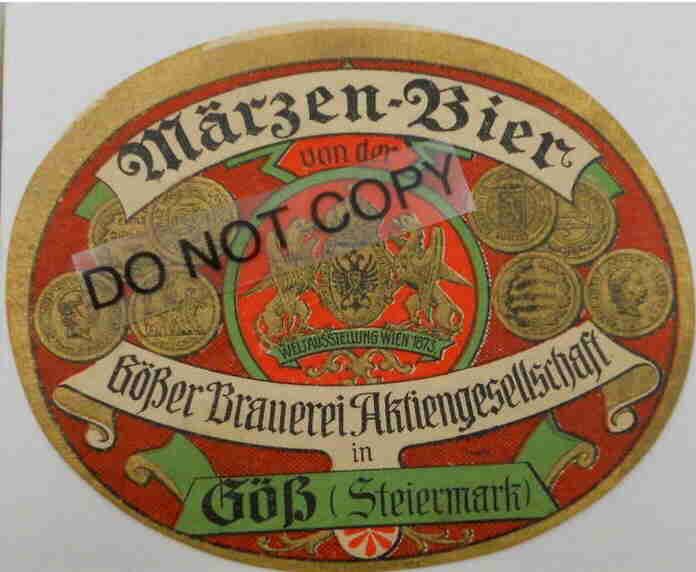 Märzen-Bier
von der
DO NOT COPY
WELTAUSSTELLUNG WIEN 1873
Gößer Brauerei Aktiengesellschaft
in
Göß (Steiermark)